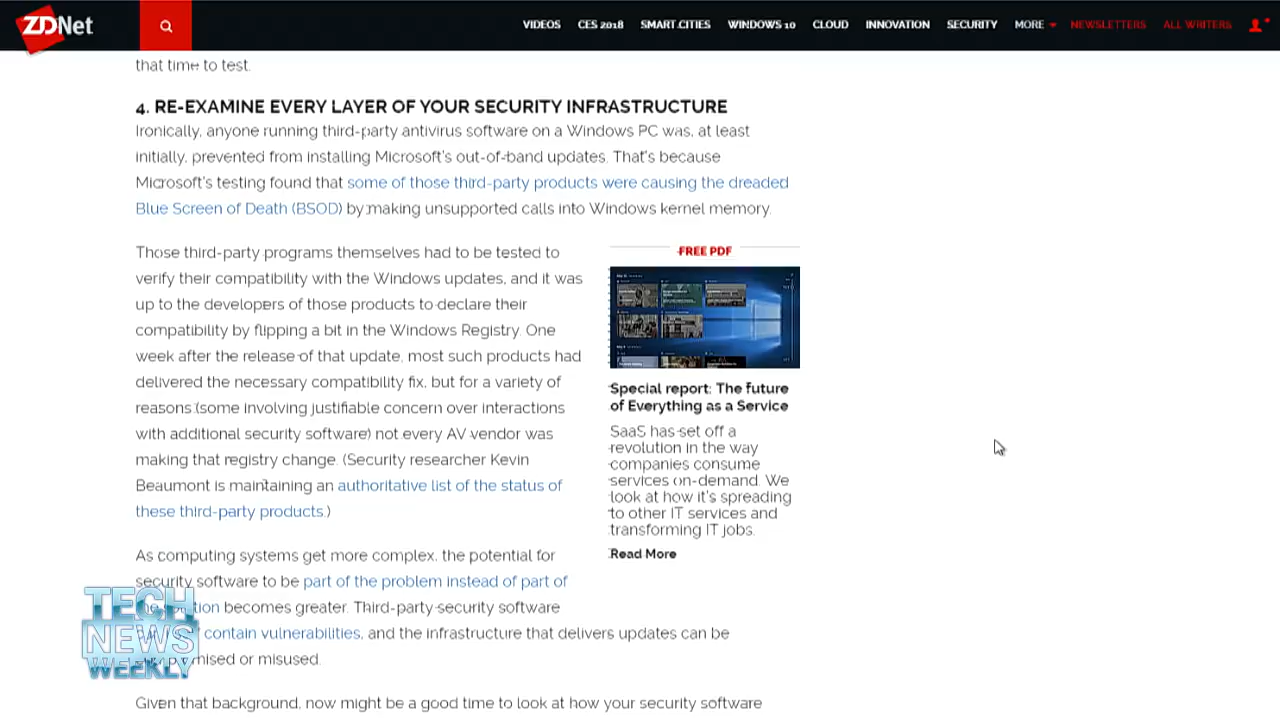 ZDNet
VIDEOS CES 2018 SMART CITIES WINDOWS 10 CLOUD INNOVATION SECURITY MORE NEWSLETTERS ALL WRITERS
that time to test.
4. RE-EXAMINE EVERY LAYER OF YOUR SECURITY INFRASTRUCTURE
Ironically, anyone running third-party antivirus software on a Windows PC was, at least
initially, prevented from installing Microsoft's out-of-band updates. That's because
Microsoft's testing found that some of those third-party products were causing the dreaded
Blue Screen of Death (BSOD) by making unsupported calls into Windows kernel memory.
Those third-party programs themselves had to be tested to
verify their compatibility with the Windows updates, and it was
up to the developers of those products to declare their
compatibility by flipping a bit in the Windows Registry. One
week after the release of that update, most such products had
delivered the necessary compatibility fix, but for a variety of
reasons (some involving justifiable concern over interactions
with additional security software) not every AV vendor was
making that registry change. (Security researcher Kevin
Beaumont is maintaining an authoritative list of the status of
these third-party products.)
FREE PDF
Special report: The future
of Everything as a Service
SaaS has set off a
revolution in the way
companies consume
services on-demand. We
look at how it's spreading
to other IT services and
transforming IT jobs.
Read More
As computing systems get more complex, the potential for
security software to be part of the problem instead of part of
becomes greater. Third-party security software
contain vulnerabilities, and the infrastructure that delivers updates can be
or misused.
TECH
NEWS
WEEKLY
Given that background, now might be a good time to look at how your security software